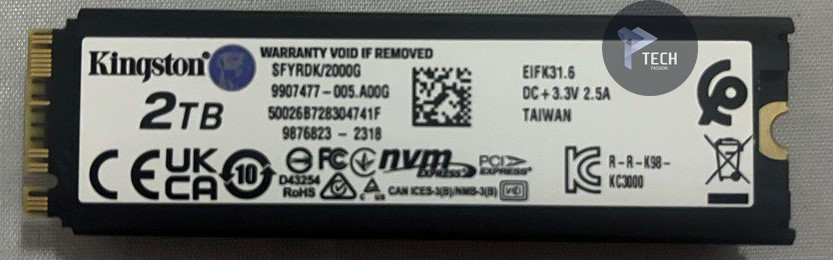 Kingston
2TB
WARRANTY VOID IF REMOVED
SFYRDK/2000G
9907477-005.A00G
50026B728304741F
9876823 - 2318
EIFK31.6
DC+3.3V 2.5A
TAIWAN
TECH
PASSION
CE
UK
CA
10
FC
D43254
RoHS
nvm
EXPRESS
PCI
EXPRESS
CAN ICES-3(B)/NMB-3(B)
R-R-K98-
KC3000